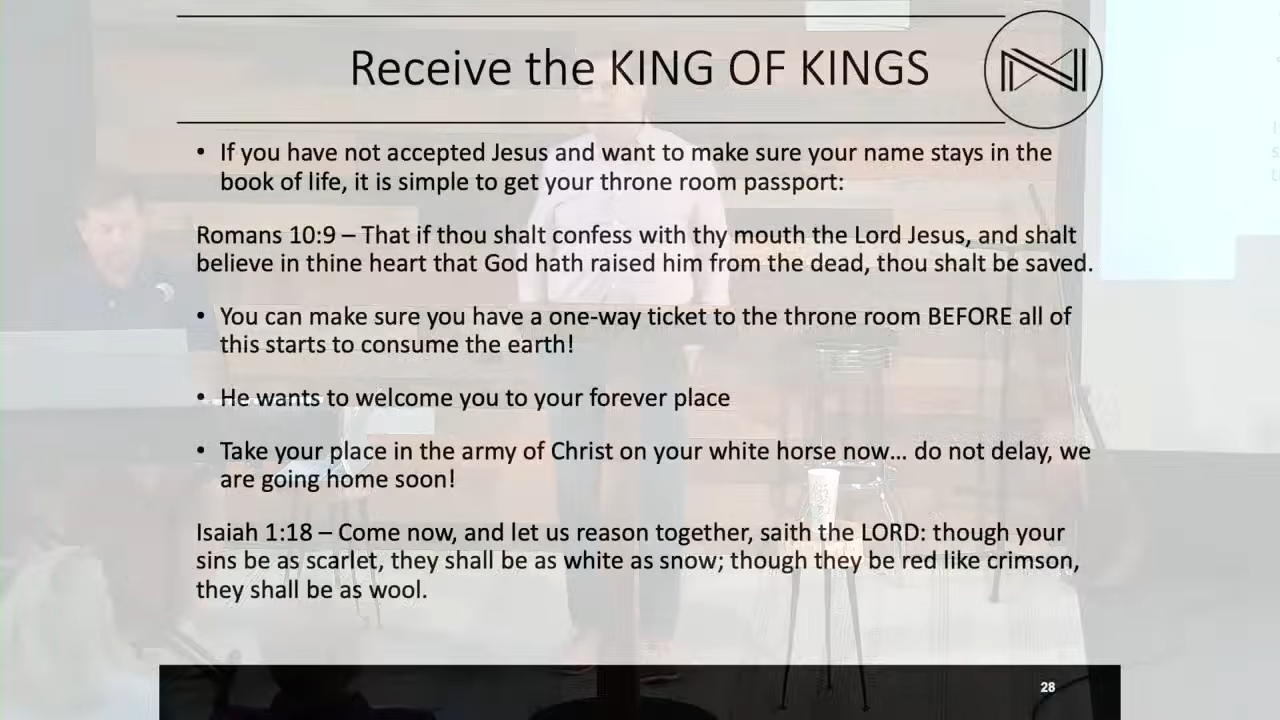 Receive the KING OF KINGS
• If you have not accepted Jesus and want to make sure your name stays in the
book of life, it is simple to get your throne room passport:
Romans 10:9 – That if thou shalt confess with thy mouth the Lord Jesus, and shalt
believe in thine heart that God hath raised him from the dead, thou shalt be saved.
• You can make sure you have a one-way ticket to the throne room BEFORE all of
this starts to consume the earth!
• He wants to welcome you to your forever place
• Take your place in the army of Christ on your white horse now... do not delay, we
are going home soon!
Isaiah 1:18 – Come now, and let us reason together, saith the LORD: though your
sins be as scarlet, they shall be as white as snow; though they be red like crimson,
they shall be as wool.
28